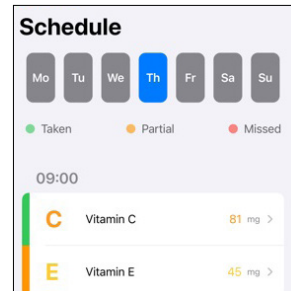 Schedule
Mo Tu We Th Fr Sa Su
Taken Partial Missed
09:00
C Vitamin C 81 mg >
E Vitamin E 45 mg >